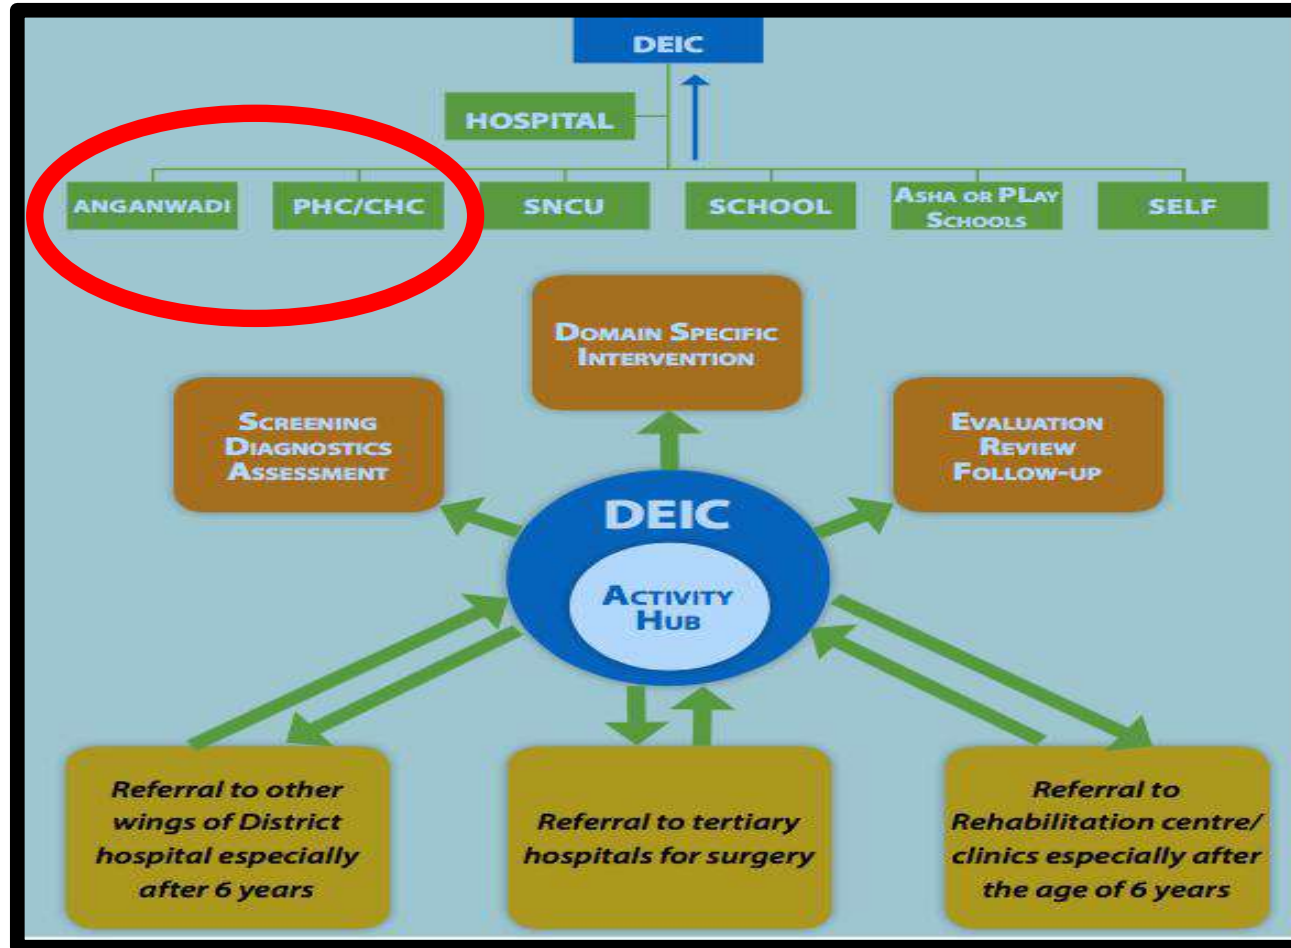 DEIC
HOSPITAL
ANGANWADI
PHC/CHC
SNCU
SCHOOL
ASHA OR PLAY
SCHOOLS
SELF
DOMAIN SPECIFIC
INTERVENTION
SCREENING
DIAGNOSTICS
ASSESSMENT
EVALUATION
REVIEW
FOLLOW-UP
DEIC
ACTIVITY
HUB
Referral to other
wings of District
hospital especially
after 6 years
Referral to tertiary
hospitals for surgery
Referral to
Rehabilitation centre/
clinics especially after
the age of 6 years